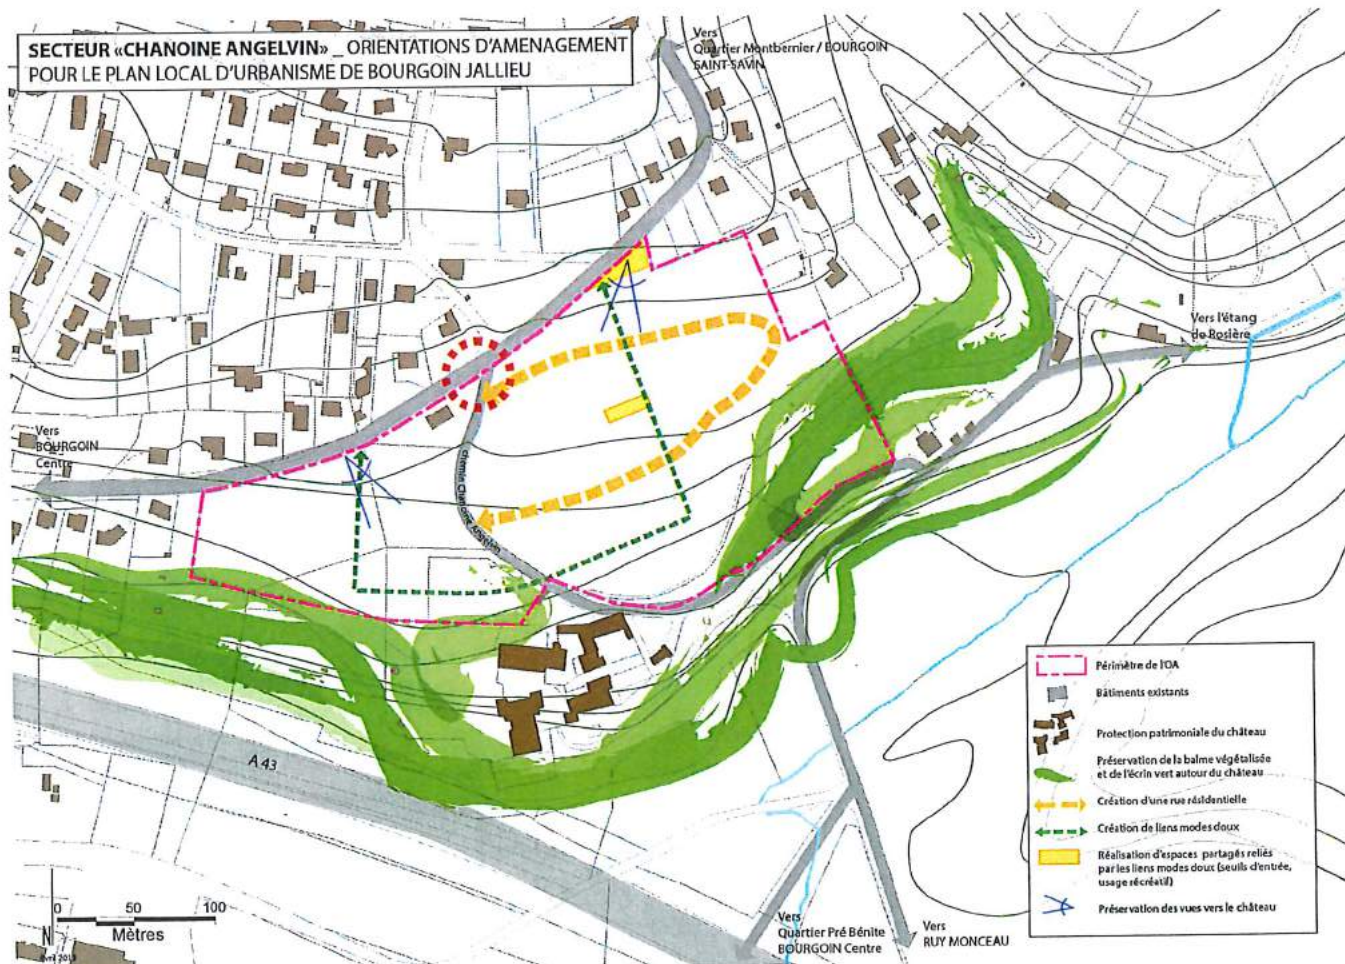 SECTEUR «CHANOINE ANGELVIN» _ ORIENTATIONS D'AMENAGEMENT
POUR LE PLAN LOCAL D'URBANISME DE BOURGOIN JALLIEU
Vers
Quartier Montbernier / BOURGOIN
SAINT-SAVIN
Vers l'étang
de Rosière
Vers
BOURGOIN
Centre
chemin Chanoine Angelvin
A 43
Périmètre de l'OA
Bâtiments existants
Protection patrimoniale du château
Préservation de la balme végétalisée
et de l'écrin vert autour du château
Création d'une rue résidentielle
Création de liens modes doux
Réalisation d'espaces partagés reliés
par les liens modes doux (seuils d'entrée,
usage récréatif)
Préservation des vues vers le château
0 50 100
Mètres
N
Vers
Quartier Pré Bénite
BOURGOIN Centre
Vers
RUY MONCEAU